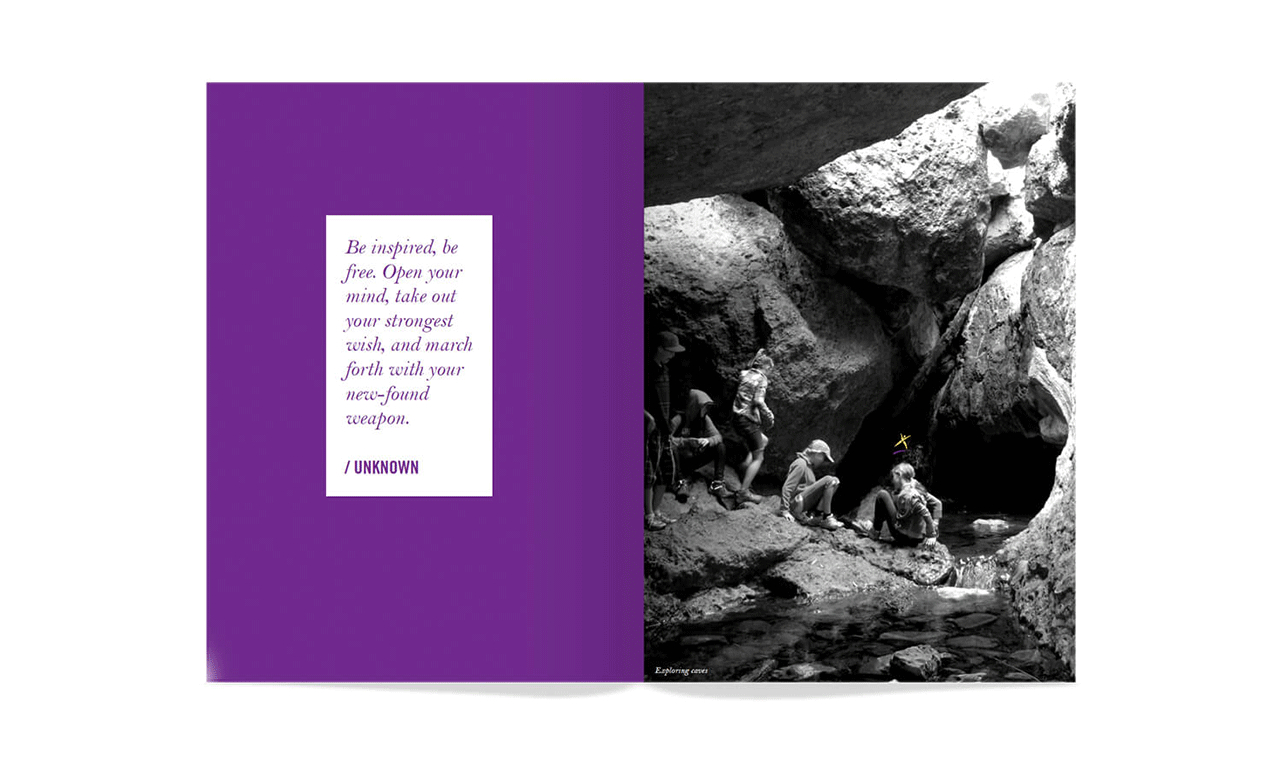 Be inspired, be
free. Open your
mind, take out
your strongest
wish, and march
forth with your
new-found
weapon.
/ UNKNOWN
Exploring caves